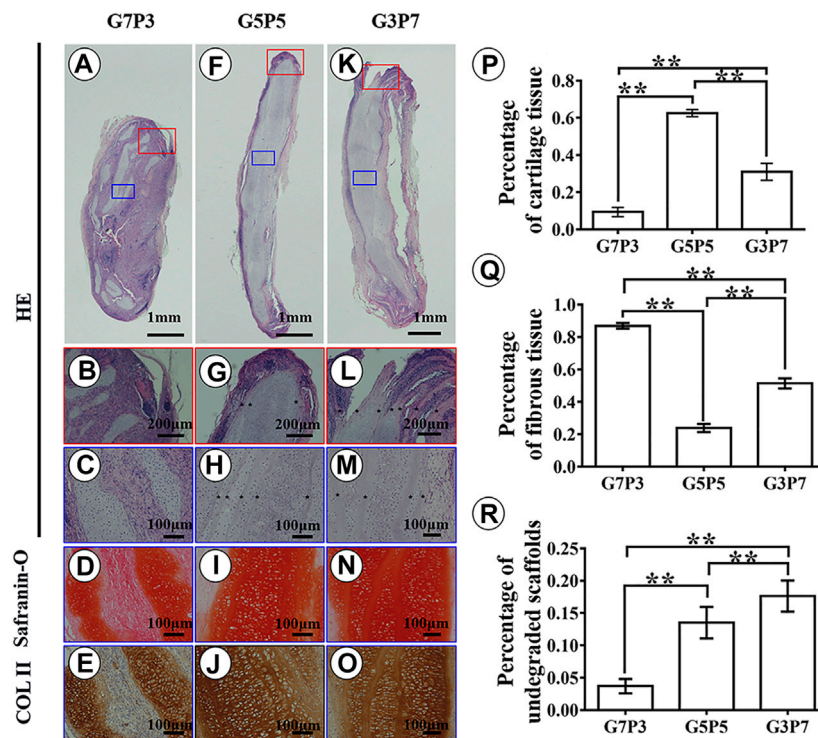 G7P3 G5P5 G3P7
HE
A F K
1mm 1mm 1mm
B G L
200μm 200μm 200μm
C H M
100μm 100μm 100μm
Safranin-O
D I N
100μm 100μm 100μm
COL II
E J O
100μm 100μm 100μm
P
Percentage
of cartilage tissue
0.8
0.6
0.4
0.2
0.0
**
** **
G7P3 G5P5 G3P7
Q
Percentage
of fibrous tissue
1.0
0.8
0.6
0.4
0.2
0.0
**
** **
G7P3 G5P5 G3P7
R
Percentage of
undegraded scaffolds
0.25
0.20
0.15
0.10
0.05
0.00
**
** **
G7P3 G5P5 G3P7